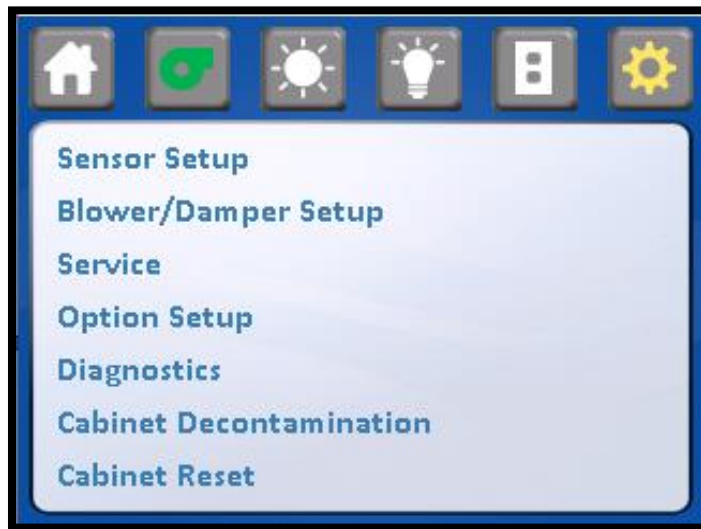 Sensor Setup
Blower/Damper Setup
Service
Option Setup
Diagnostics
Cabinet Decontamination
Cabinet Reset